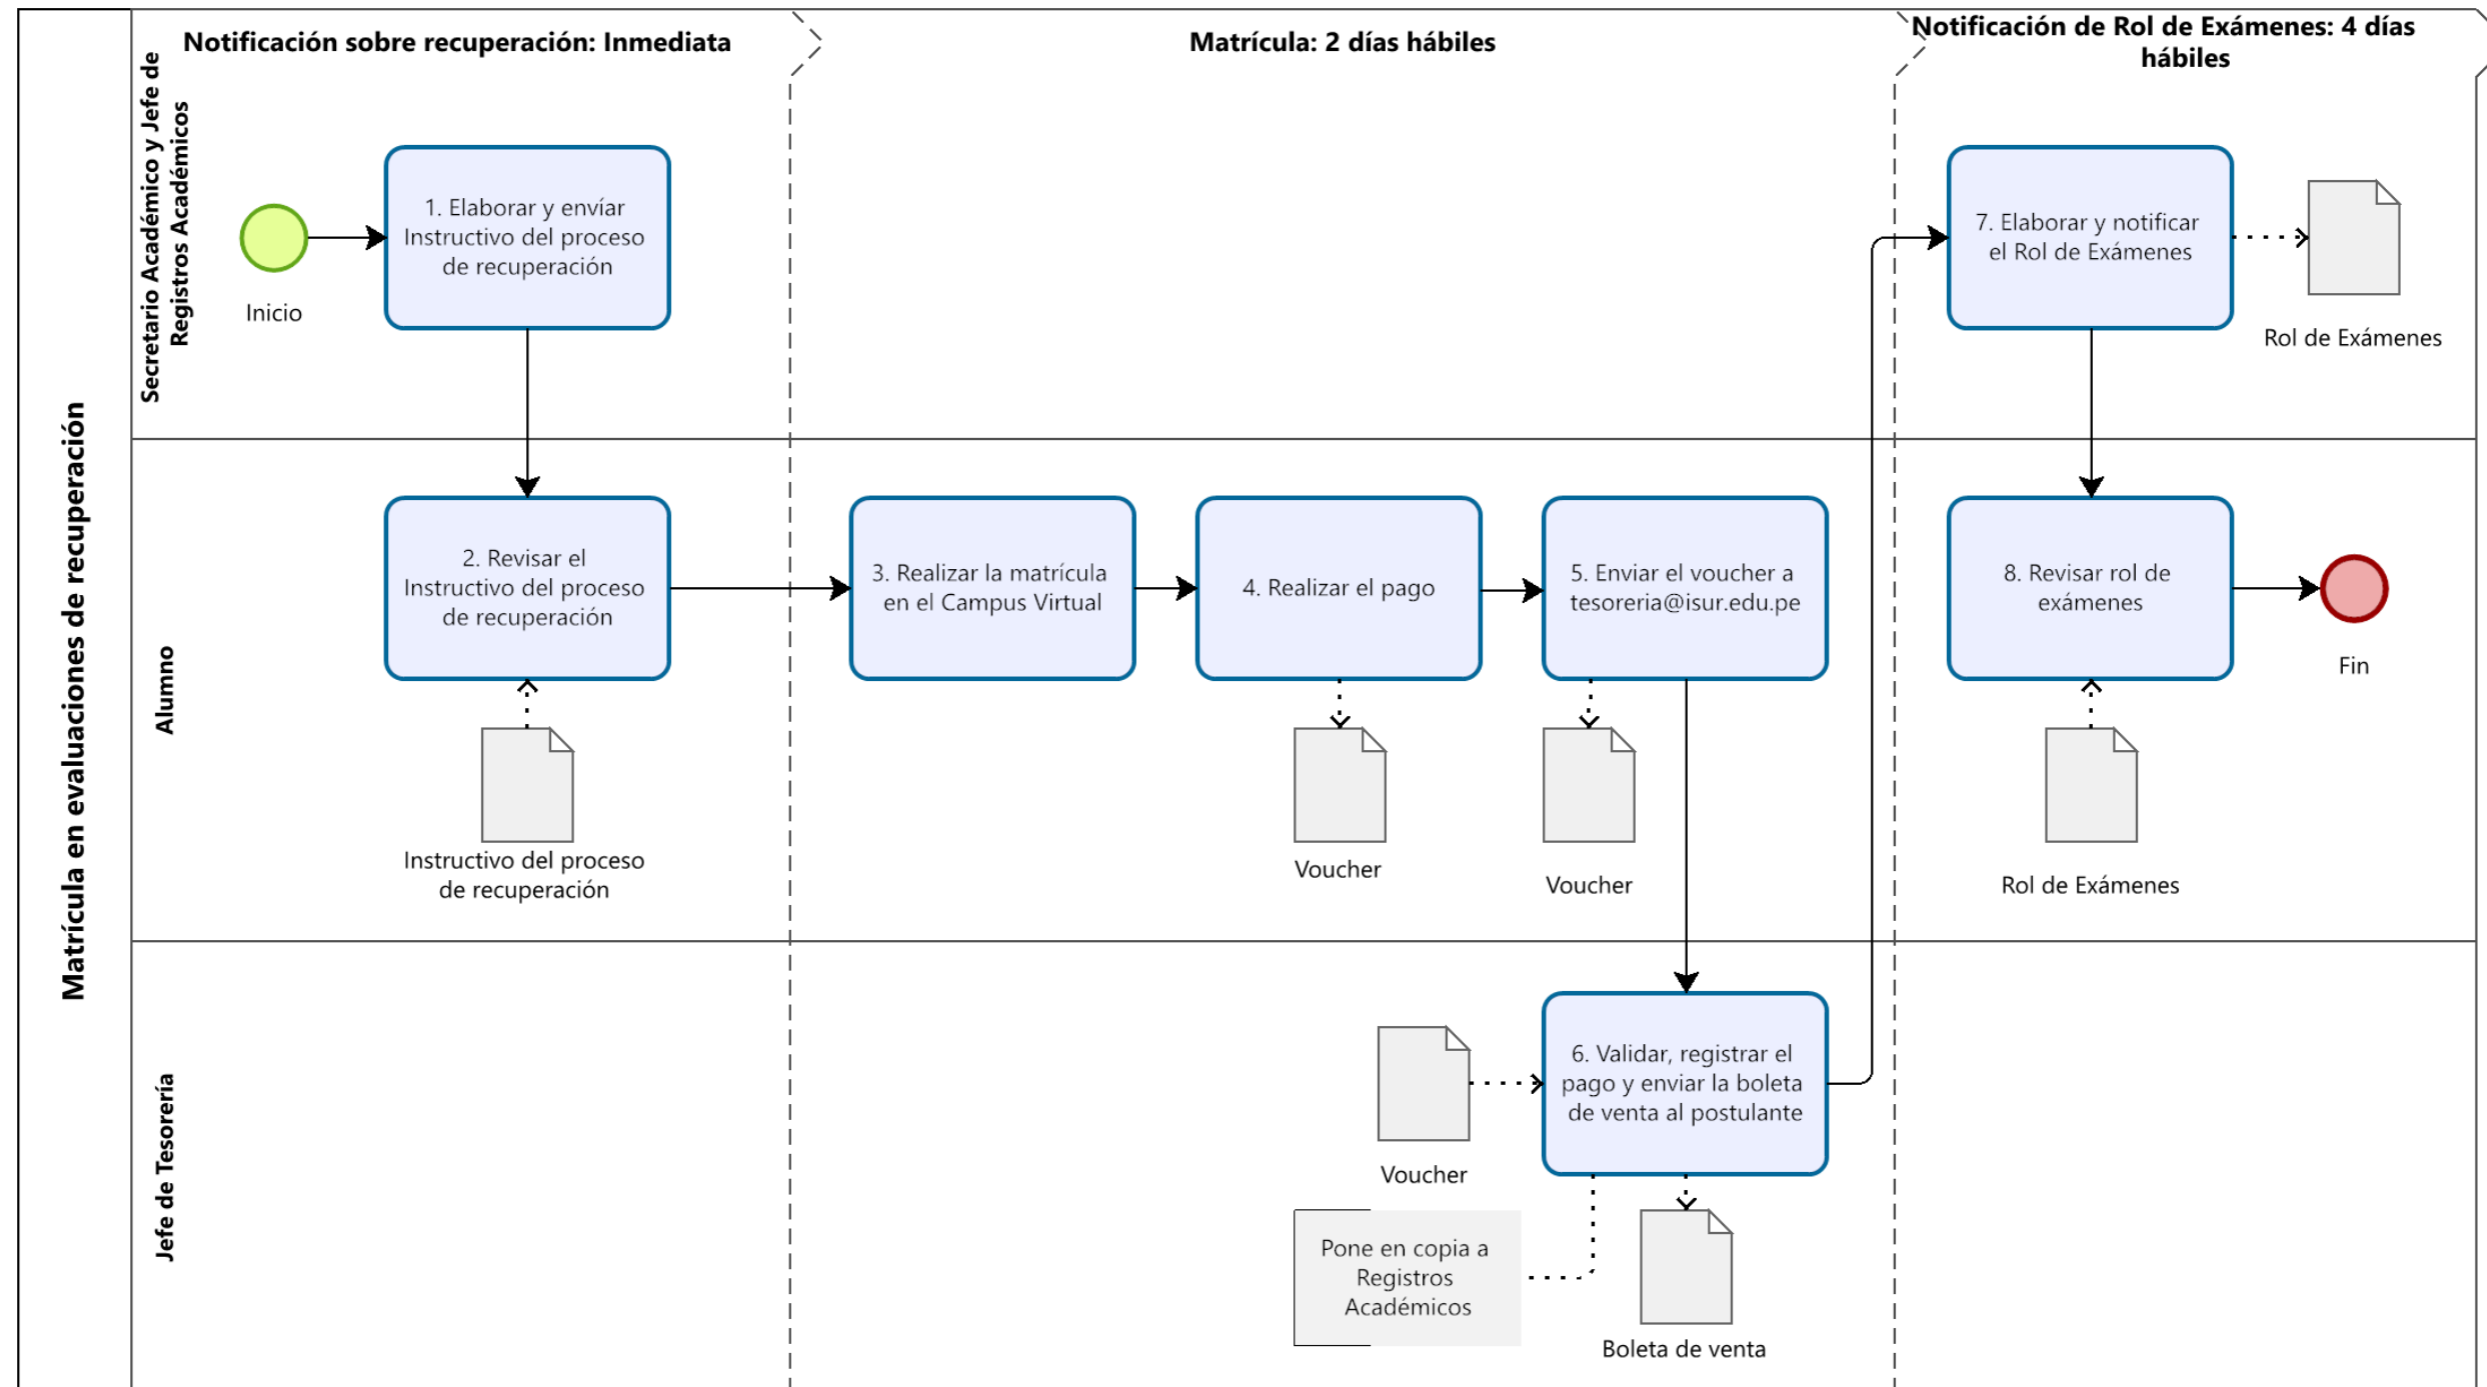 Matrícula en evaluaciones de recuperación
Notificación sobre recuperación: Inmediata
Matrícula: 2 días hábiles
Notificación de Rol de Exámenes: 4 días
hábiles
Secretario Académico y Jefe de
Registros Académicos
Inicio
1. Elaborar y envíar
Instructivo del proceso
de recuperación
7. Elaborar y notificar
el Rol de Exámenes
Rol de Exámenes
Alumno
2. Revisar el
Instructivo del proceso
de recuperación
Instructivo del proceso
de recuperación
3. Realizar la matrícula
en el Campus Virtual
4. Realizar el pago
Voucher
5. Enviar el voucher a
tesoreria@isur.edu.pe
Voucher
8. Revisar rol de
exámenes
Rol de Exámenes
Fin
Jefe de Tesorería
Voucher
6. Validar, registrar el
pago y enviar la boleta
de venta al postulante
Pone en copia a
Registros
Académicos
Boleta de venta